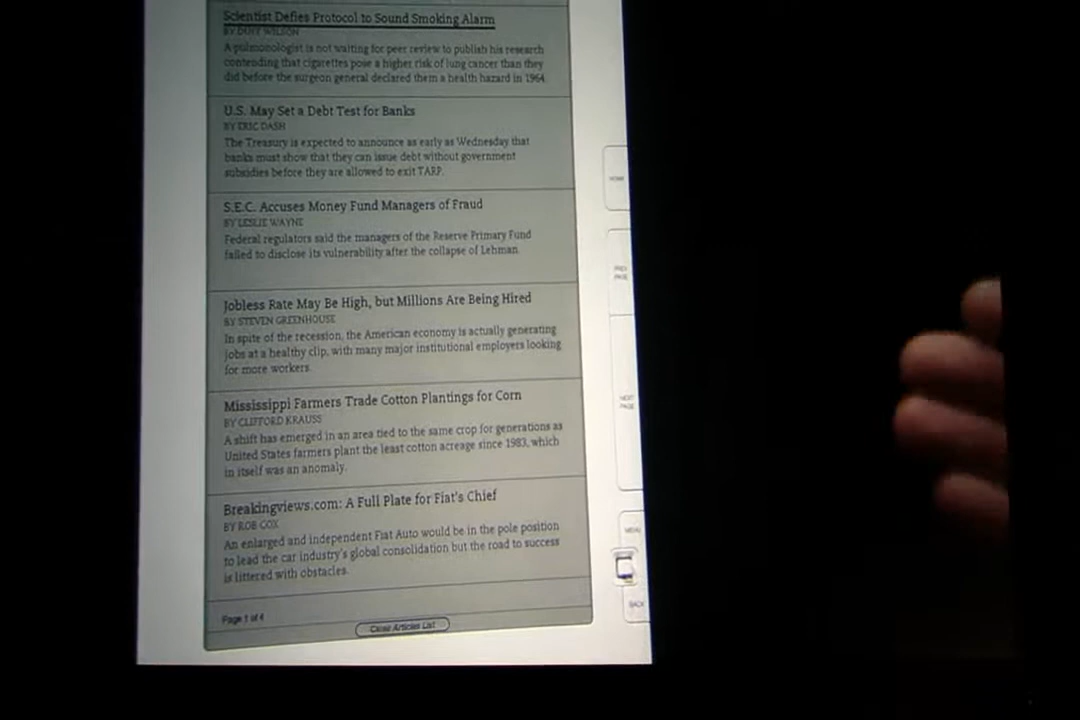 Scientist Defies Protocol to Sound Smoking Alarm
BY DUFF WILSON
A pulmonologist is not waiting for peer review to publish his research
contending that cigarettes pose a higher risk of lung cancer than they
did before the surgeon general declared them a health hazard in 1964.
U.S. May Set a Debt Test for Banks
BY ERIC DASH
The Treasury is expected to announce as early as Wednesday that
banks must show that they can issue debt without government
subsidies before they are allowed to exit TARP.
S.E.C. Accuses Money Fund Managers of Fraud
BY LESLIE WAYNE
Federal regulators said the managers of the Reserve Primary Fund
failed to disclose its vulnerability after the collapse of Lehman.
Jobless Rate May Be High, but Millions Are Being Hired
BY STEVEN GREENHOUSE
In spite of the recession, the American economy is actually generating
jobs at a healthy clip, with many major institutional employers looking
for more workers.
Mississippi Farmers Trade Cotton Plantings for Corn
BY CLIFFORD KRAUSS
A shift has emerged in an area tied to the same crop for generations as
United States farmers plant the least cotton acreage since 1983, which
in itself was an anomaly.
Breakingviews.com: A Full Plate for Fiat's Chief
BY ROB COX
An enlarged and independent Fiat Auto would be in the pole position
to lead the car industry's global consolidation but the road to success
is littered with obstacles.
Page 1 of 4
Close Articles List
HOME
PREV
PAGE
NEXT
PAGE
MENU
BACK